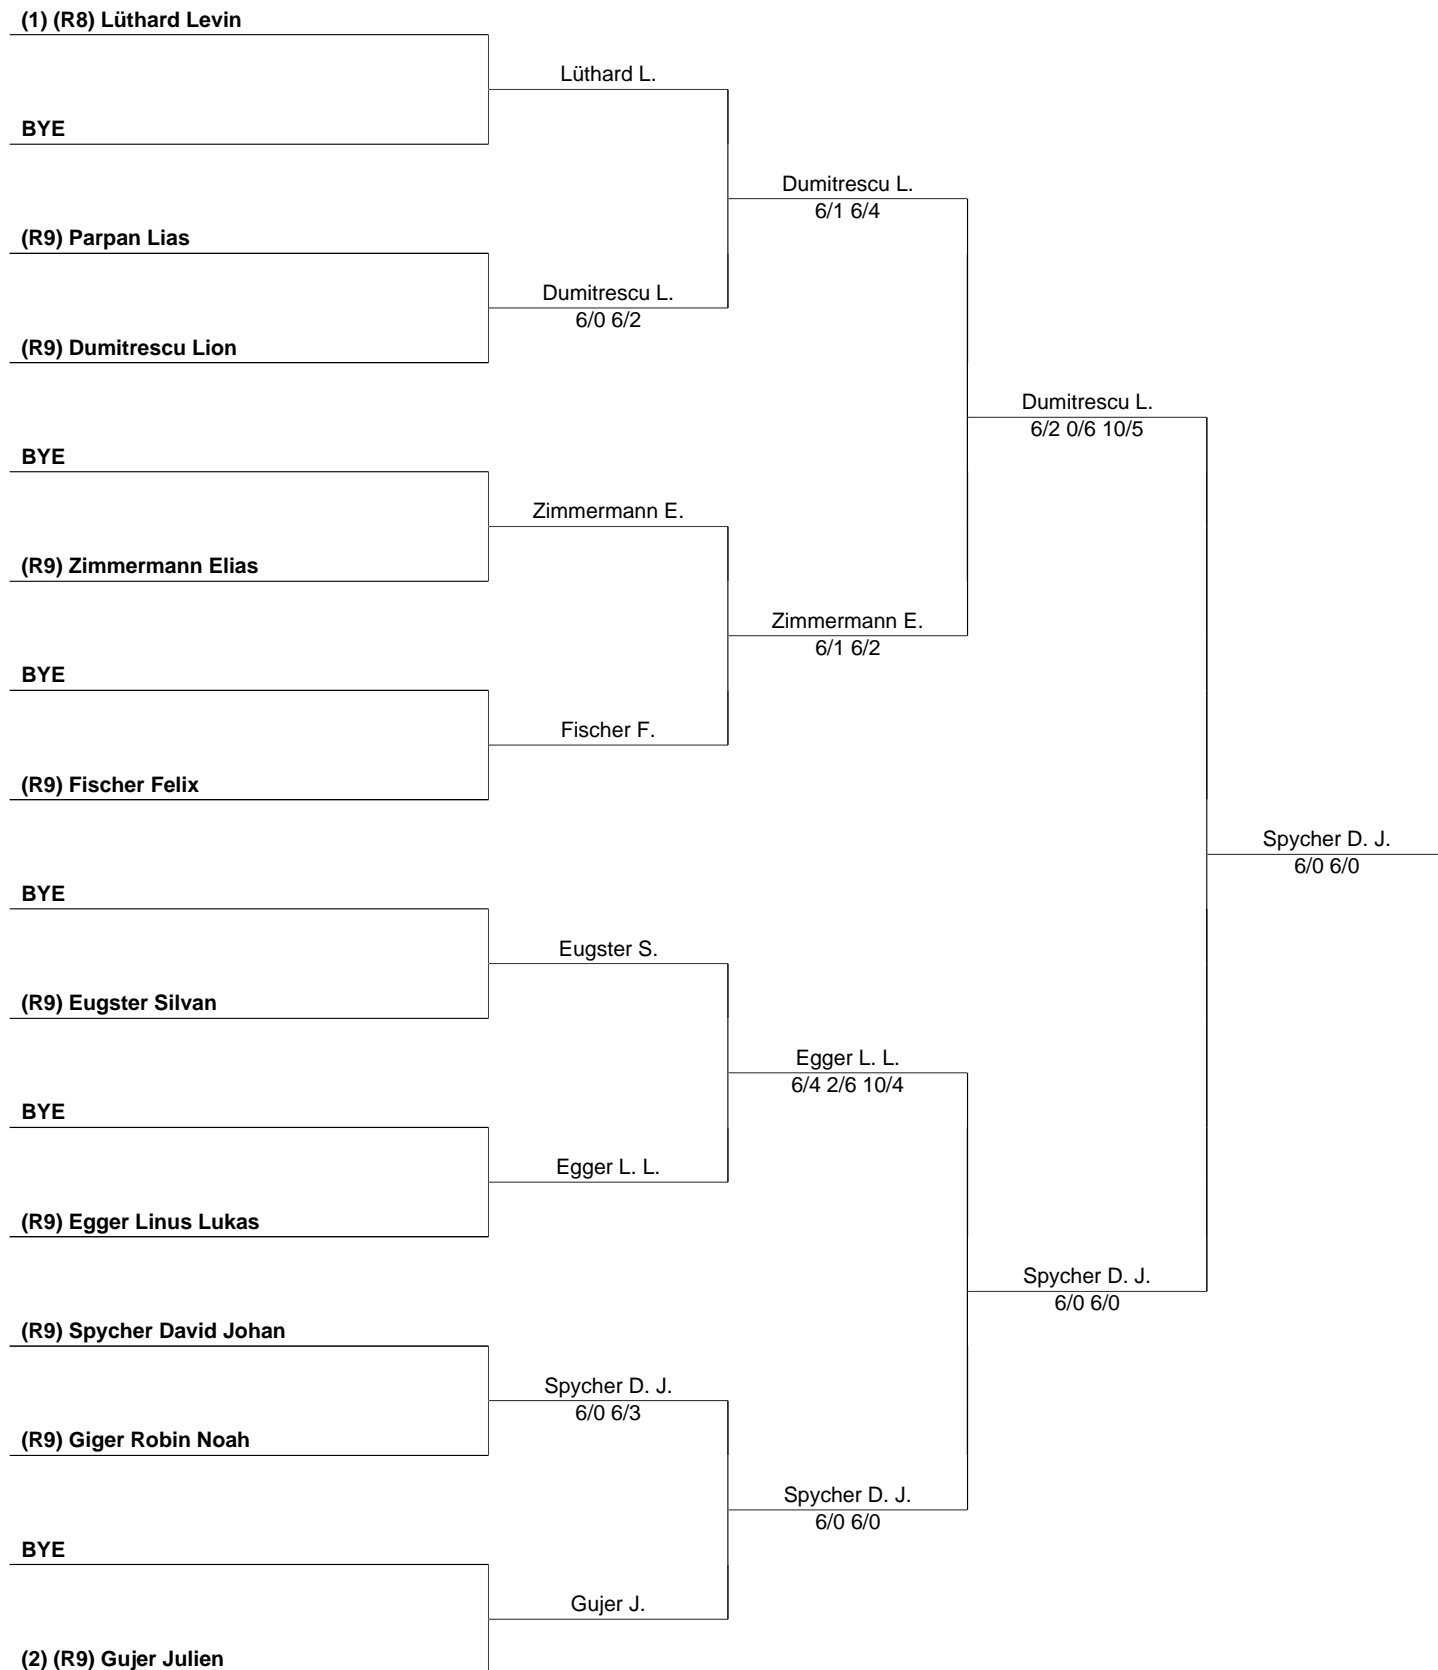 (1) (R8) Lüthard Levin
Lüthard L.
BYE
Dumitrescu L.
6/1 6/4
(R9) Parpan Lias
Dumitrescu L.
6/0 6/2
(R9) Dumitrescu Lion
Dumitrescu L.
6/2 0/6 10/5
BYE
Zimmermann E.
(R9) Zimmermann Elias
Zimmermann E.
6/1 6/2
BYE
Fischer F.
(R9) Fischer Felix
Spycher D. J.
6/0 6/0
BYE
Eugster S.
(R9) Eugster Silvan
Egger L. L.
6/4 2/6 10/4
BYE
Egger L. L.
(R9) Egger Linus Lukas
Spycher D. J.
6/0 6/0
(R9) Spycher David Johan
Spycher D. J.
6/0 6/3
(R9) Giger Robin Noah
Spycher D. J.
6/0 6/0
BYE
Gujer J.
(2) (R9) Gujer Julien